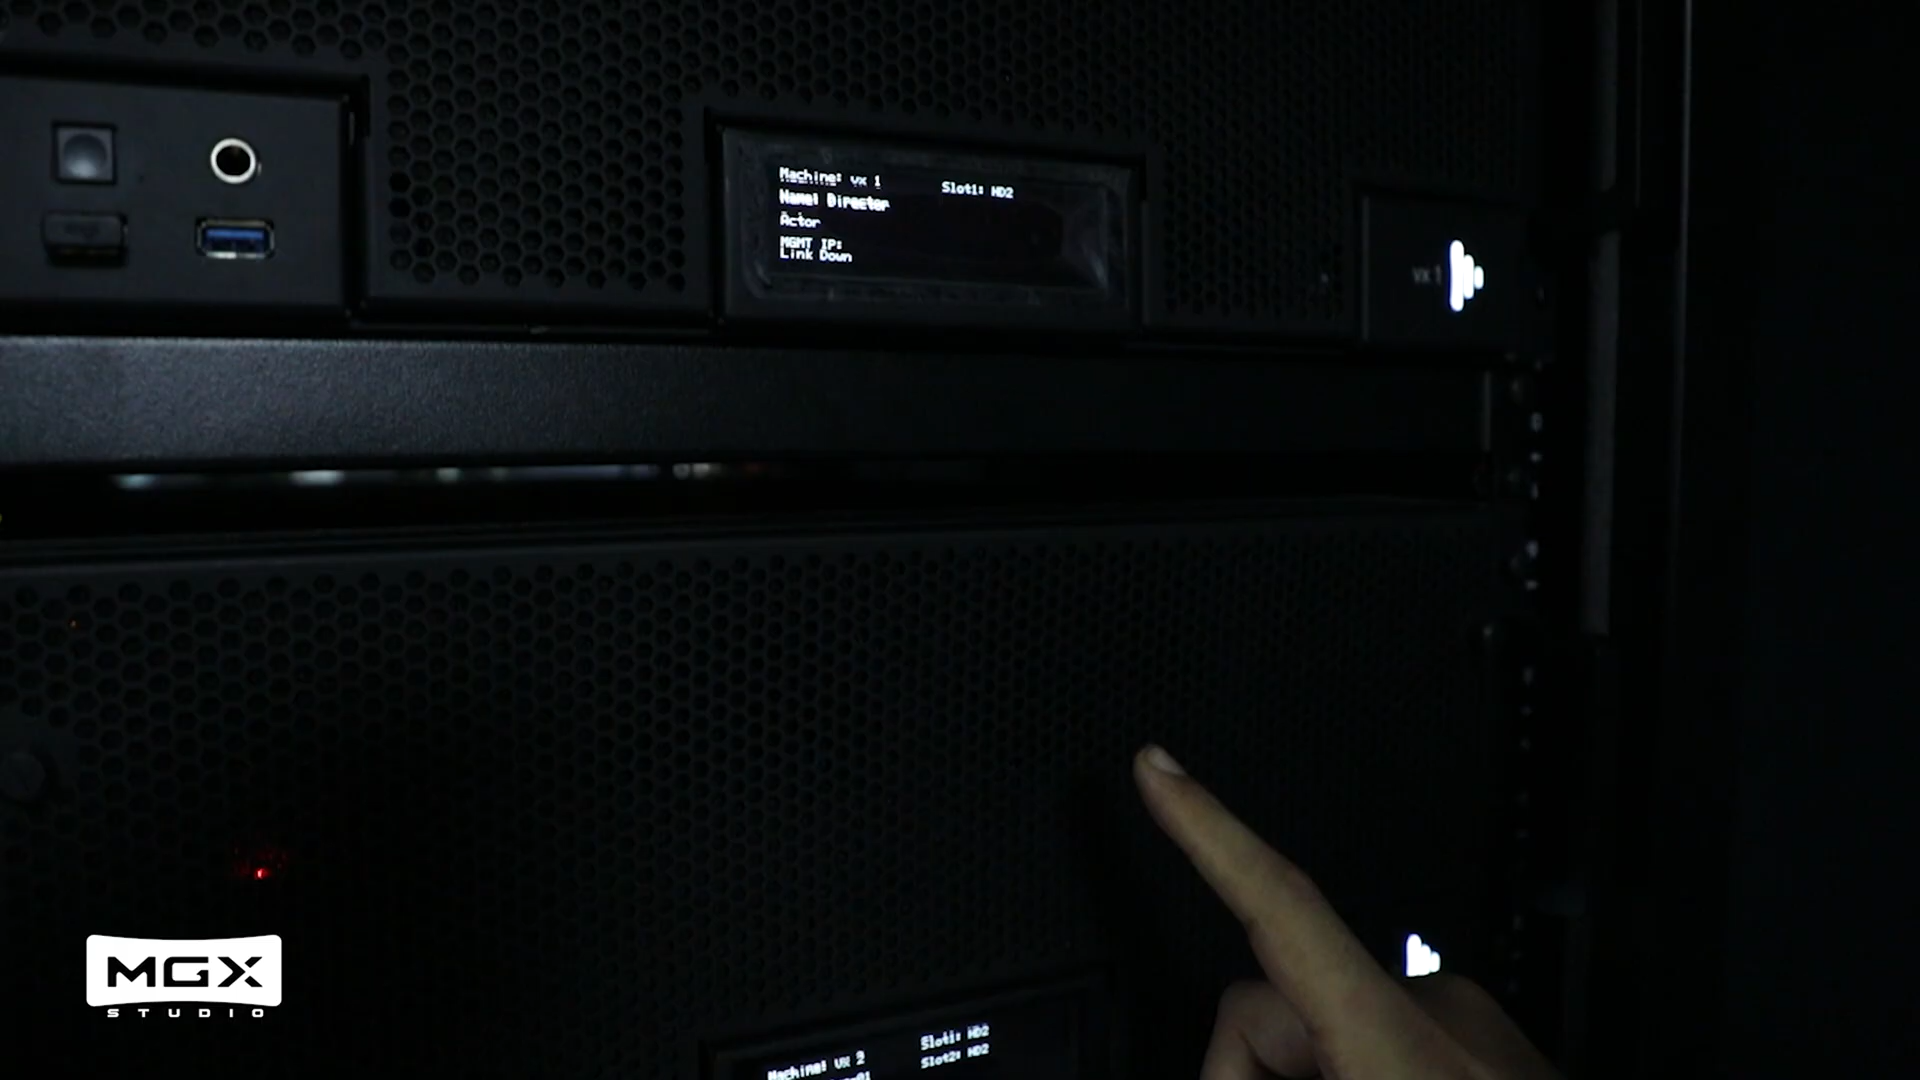 Machine: vx 1
Slot1: HD2
Name: Director
Actor
MGMT IP:
Link Down
vx 1
MGX
STUDIO
Machine: vx 2
Slot1: HD2
Slot2: HD2